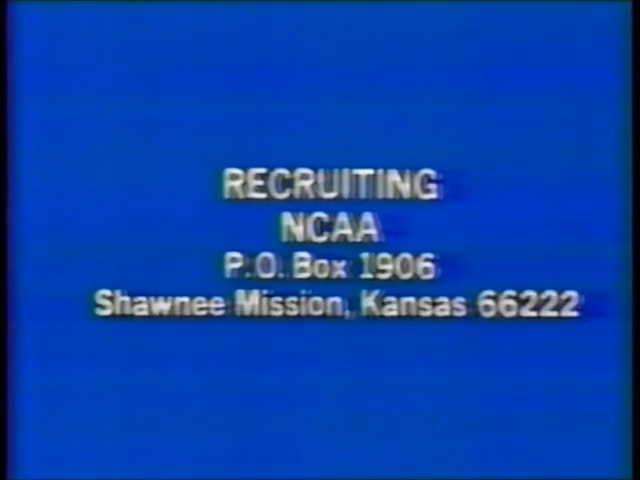 RECRUITING
NCAA
P.O. Box 1906
Shawnee Mission, Kansas 66222